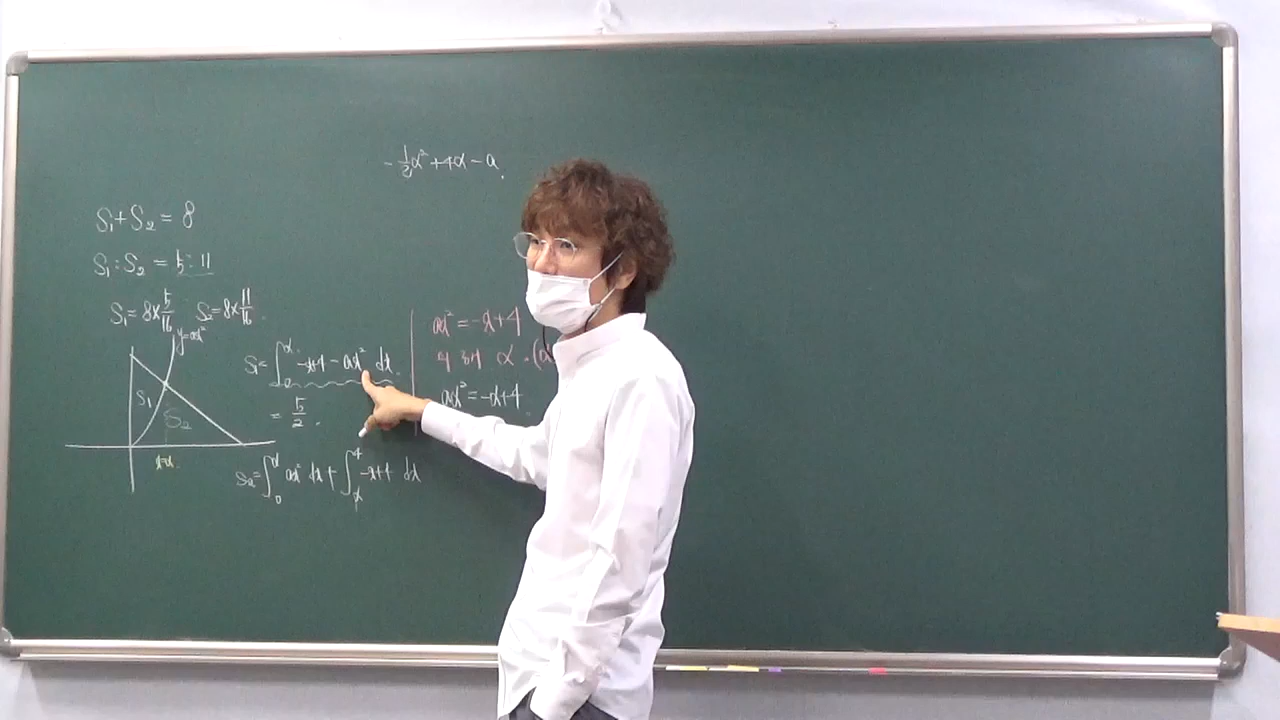 -½α²+4α-a
S₁+S₂=8
S₁:S₂=5:11
S₁=8×5/16 S₂=8×11/16
y=ax²
S₁
S₂
x=α
S₁=∫₀^α -x+4-ax² dx
=5/2
S₂=∫₀^α ax² dx+∫_α^4 -x+4 dx
ax²=-x+4
aα²=-α+4